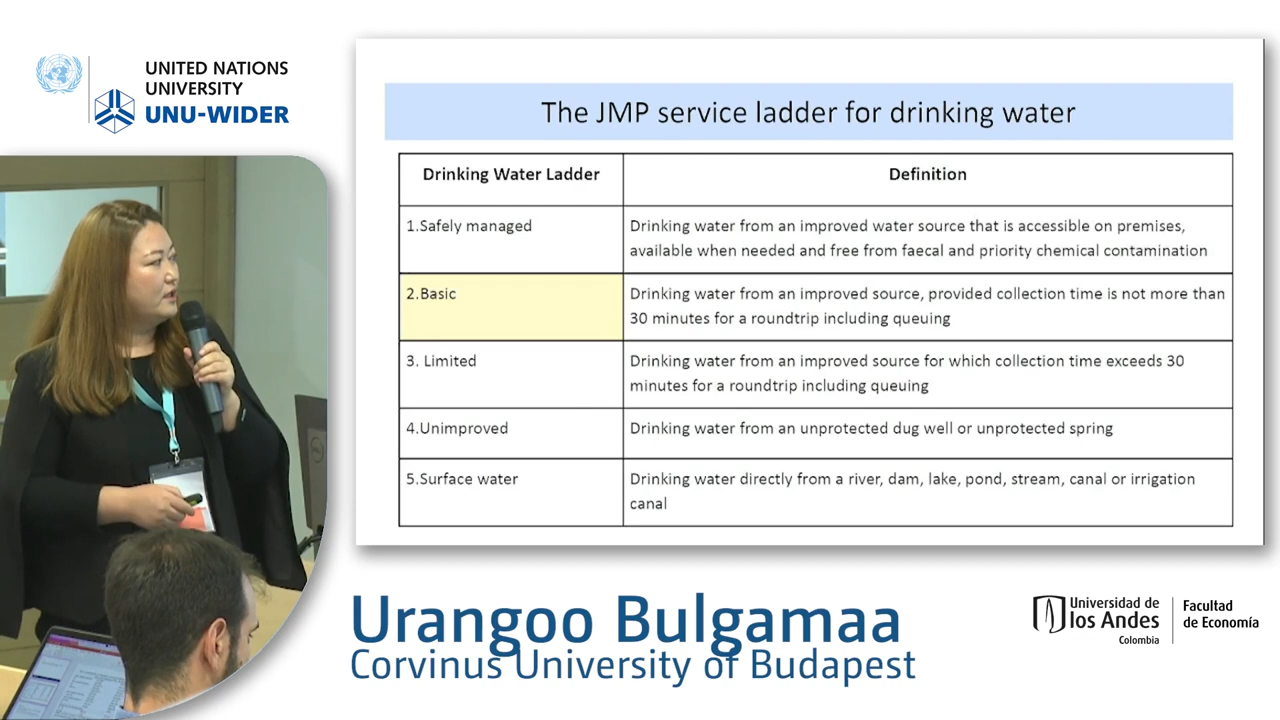 UNITED NATIONS
UNIVERSITY
UNU-WIDER
The JMP service ladder for drinking water
Drinking Water Ladder
Definition
1.Safely managed
Drinking water from an improved water source that is accessible on premises,
available when needed and free from faecal and priority chemical contamination
2.Basic
Drinking water from an improved source, provided collection time is not more than
30 minutes for a roundtrip including queuing
3. Limited
Drinking water from an improved source for which collection time exceeds 30
minutes for a roundtrip including queuing
4.Unimproved
Drinking water from an unprotected dug well or unprotected spring
5.Surface water
Drinking water directly from a river, dam, lake, pond, stream, canal or irrigation
canal
Urangoo Bulgamaa
Corvinus University of Budapest
Universidad de
los Andes
Colombia
Facultad
de Economía